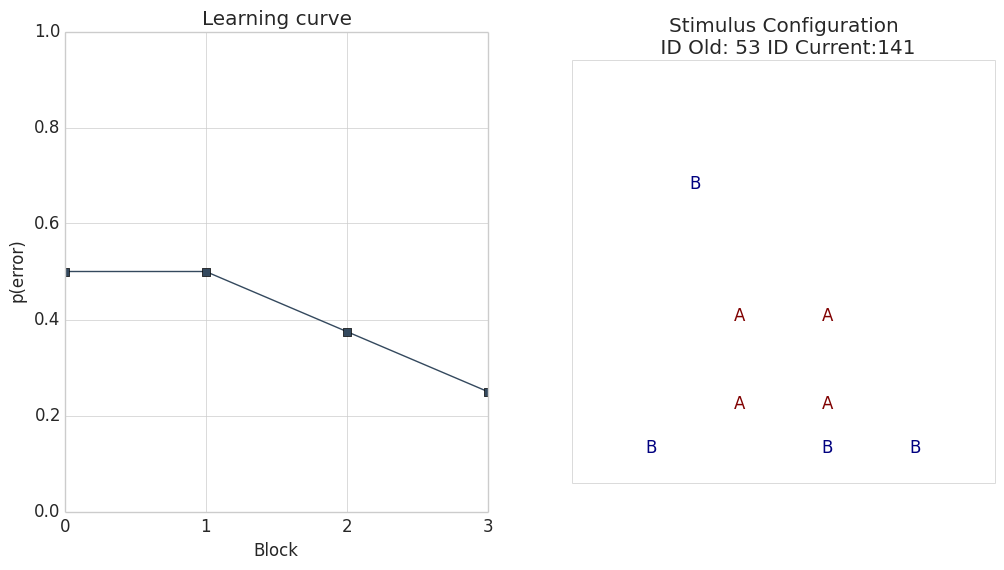 Learning curve
1.0
0.8
0.6
0.4
0.2
0.0
p(error)
0 1 2 3
Block
Stimulus Configuration
ID Old: 53 ID Current:141
B
A A
A A
B B B